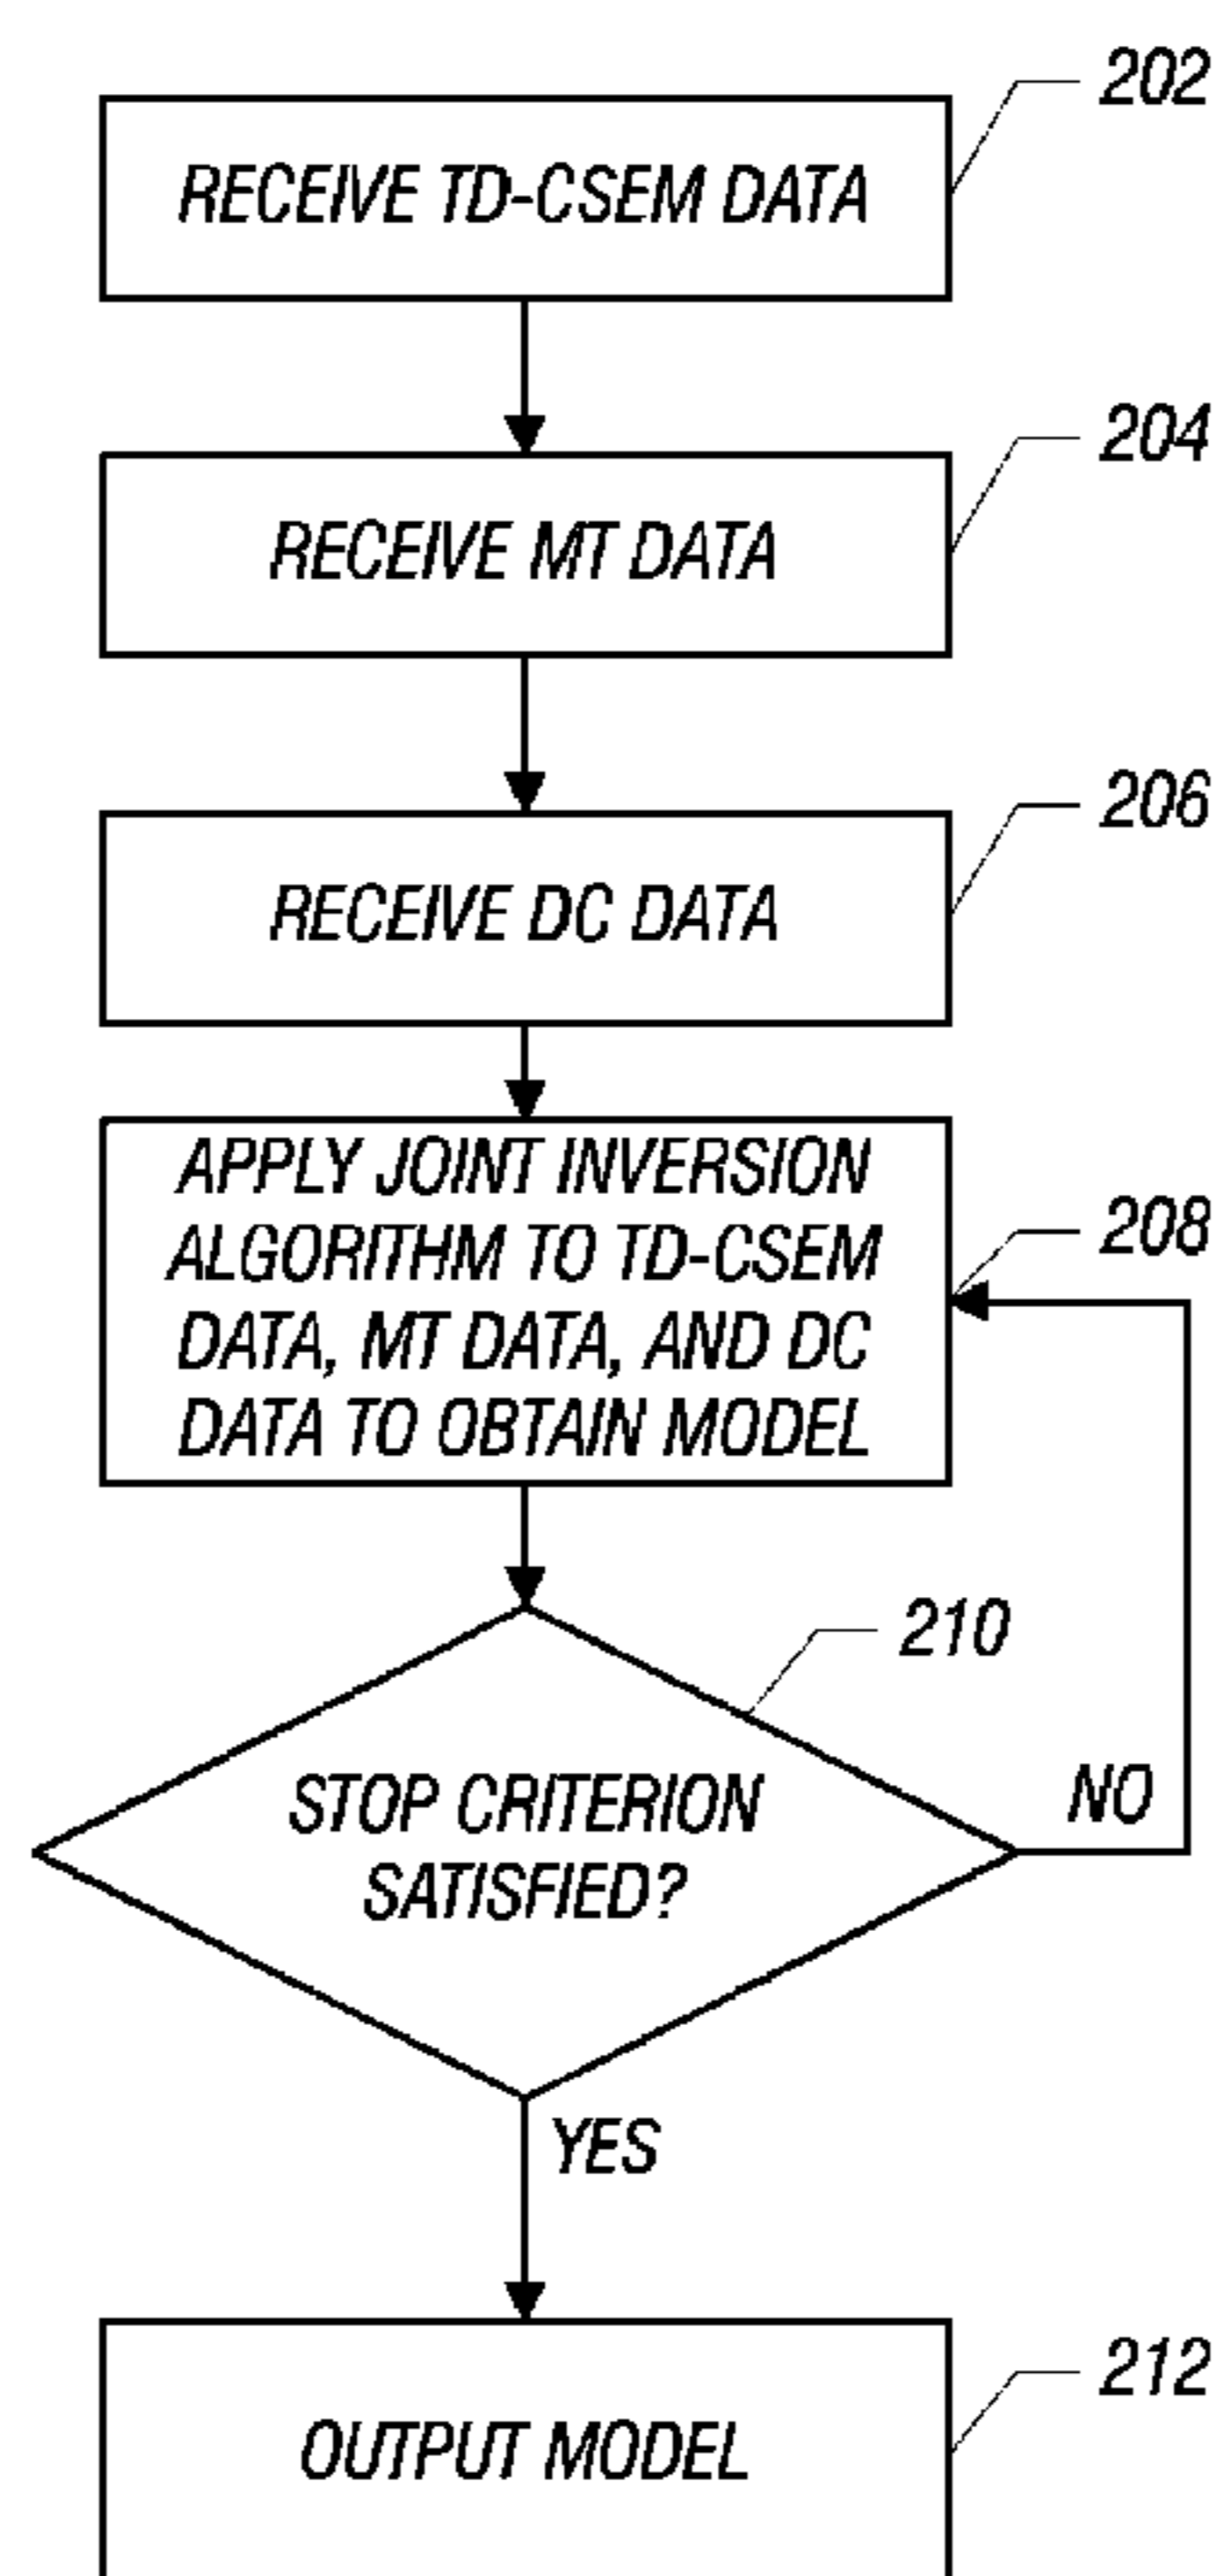 202
RECEIVE TD-CSEM DATA
204
RECEIVE MT DATA
206
RECEIVE DC DATA
APPLY JOINT INVERSION
ALGORITHM TO TD-CSEM
DATA, MT DATA, AND DC
DATA TO OBTAIN MODEL
208
210
STOP CRITERION
SATISFIED?
NO
YES
212
OUTPUT MODEL